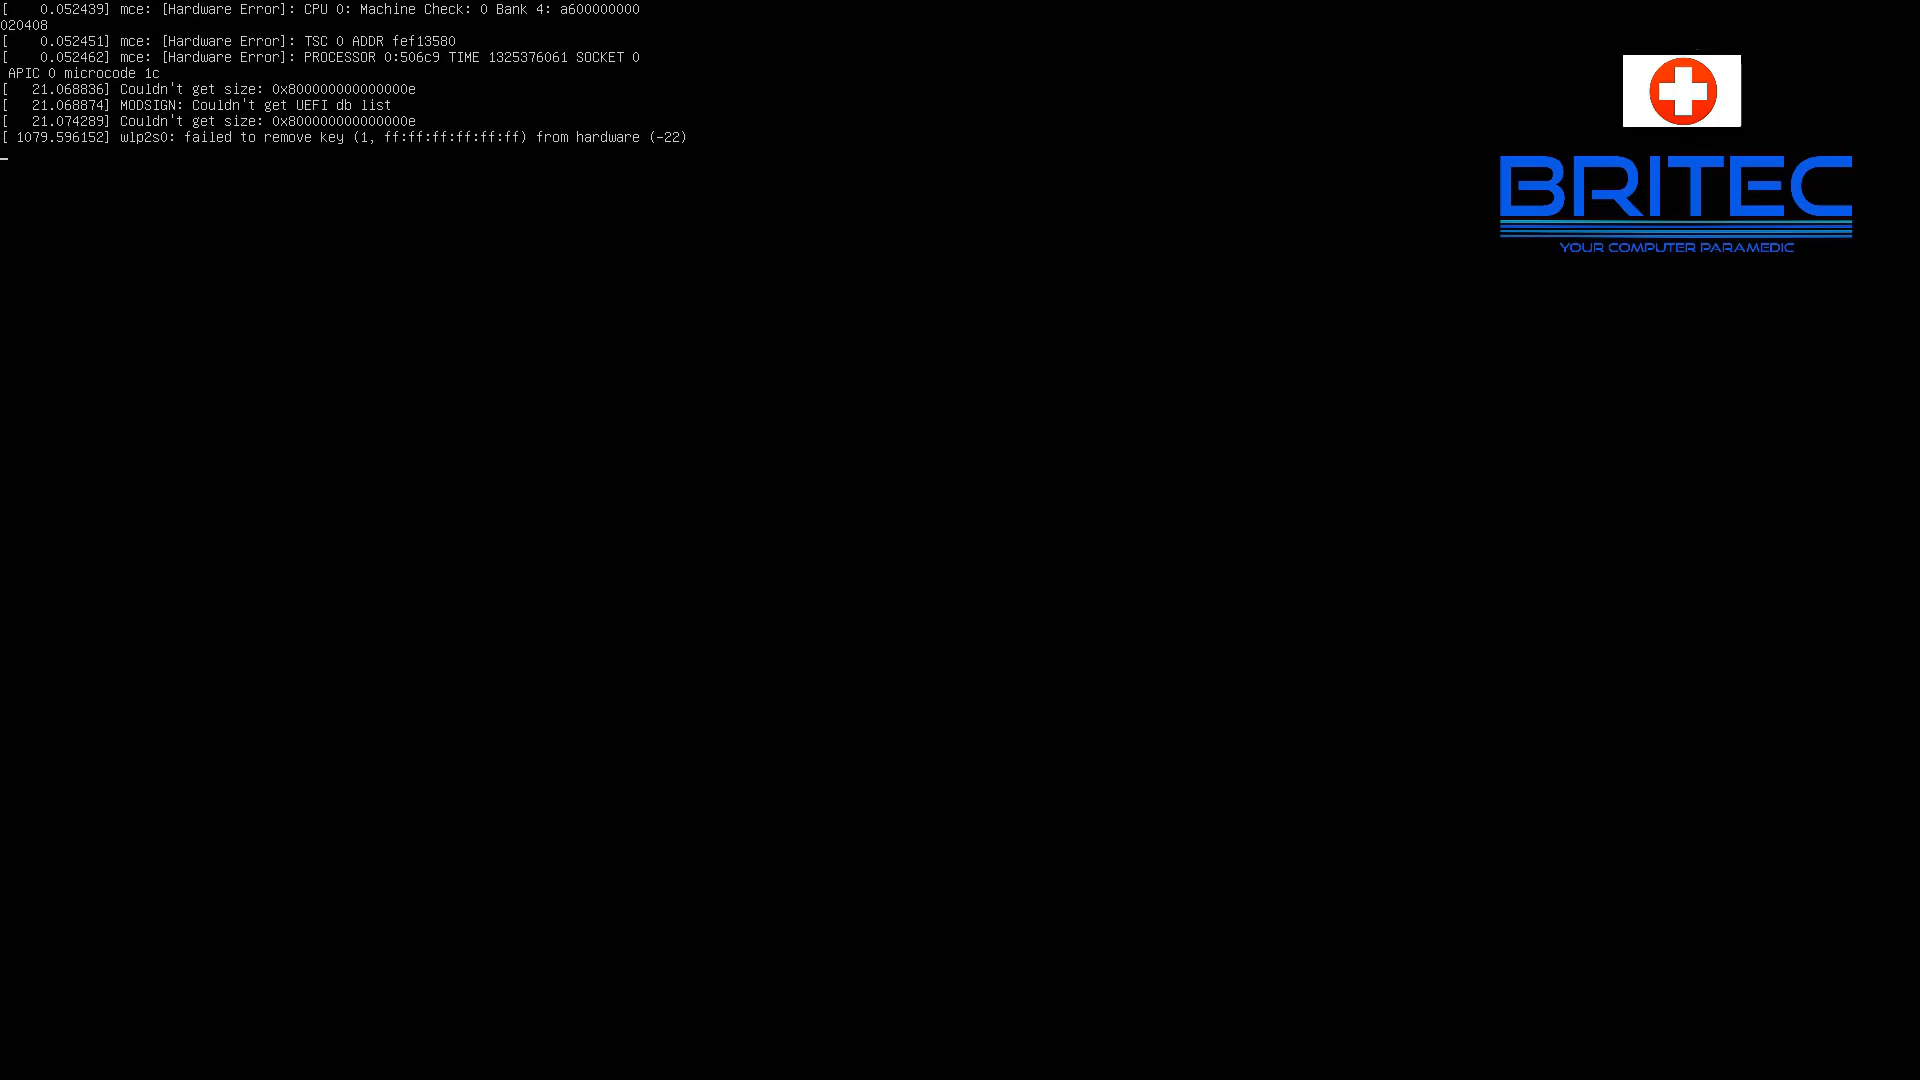 [    0.052439] mce: [Hardware Error]: CPU 0: Machine Check: 0 Bank 4: a600000000
020408
[    0.052451] mce: [Hardware Error]: TSC 0 ADDR fef13580
[    0.052462] mce: [Hardware Error]: PROCESSOR 0:506c9 TIME 1325376061 SOCKET 0
 APIC 0 microcode 1c
[   21.068836] Couldn't get size: 0x800000000000000e
[   21.068874] MODSIGN: Couldn't get UEFI db list
[   21.074289] Couldn't get size: 0x800000000000000e
[ 1079.596152] wlp2s0: failed to remove key (1, ff:ff:ff:ff:ff:ff) from hardware (-22)
BRITEC
YOUR COMPUTER PARAMEDIC